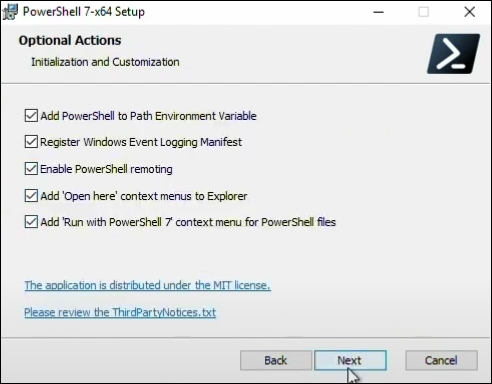 PowerShell 7-x64 Setup
Optional Actions
Initialization and Customization
Add PowerShell to Path Environment Variable
Register Windows Event Logging Manifest
Enable PowerShell remoting
Add 'Open here' context menus to Explorer
Add 'Run with PowerShell 7' context menu for PowerShell files
The application is distributed under the MIT license.
Please review the ThirdPartyNotices.txt
Back Next Cancel